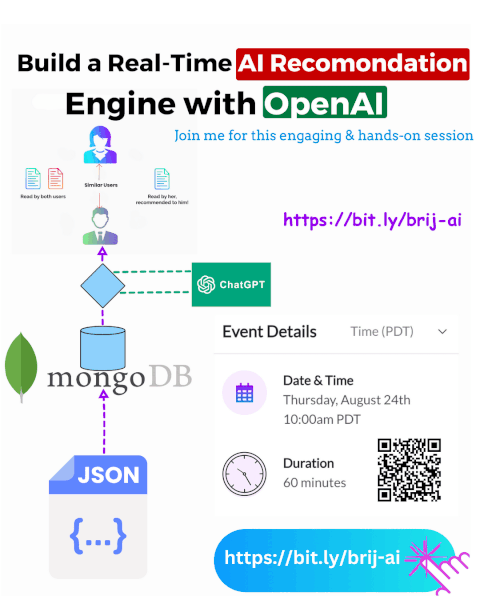 Build a Real-Time AI Recomondation
Engine with OpenAI
Join me for this engaging & hands-on session
Similar Users
Read by both users
Read by her,
recommended to him!
https://bit.ly/brij-ai
ChatGPT
mongoDB
JSON
{...}
Event Details
Time (PDT)
Date & Time
Thursday, August 24th
10:00am PDT
Duration
60 minutes
https://bit.ly/brij-ai